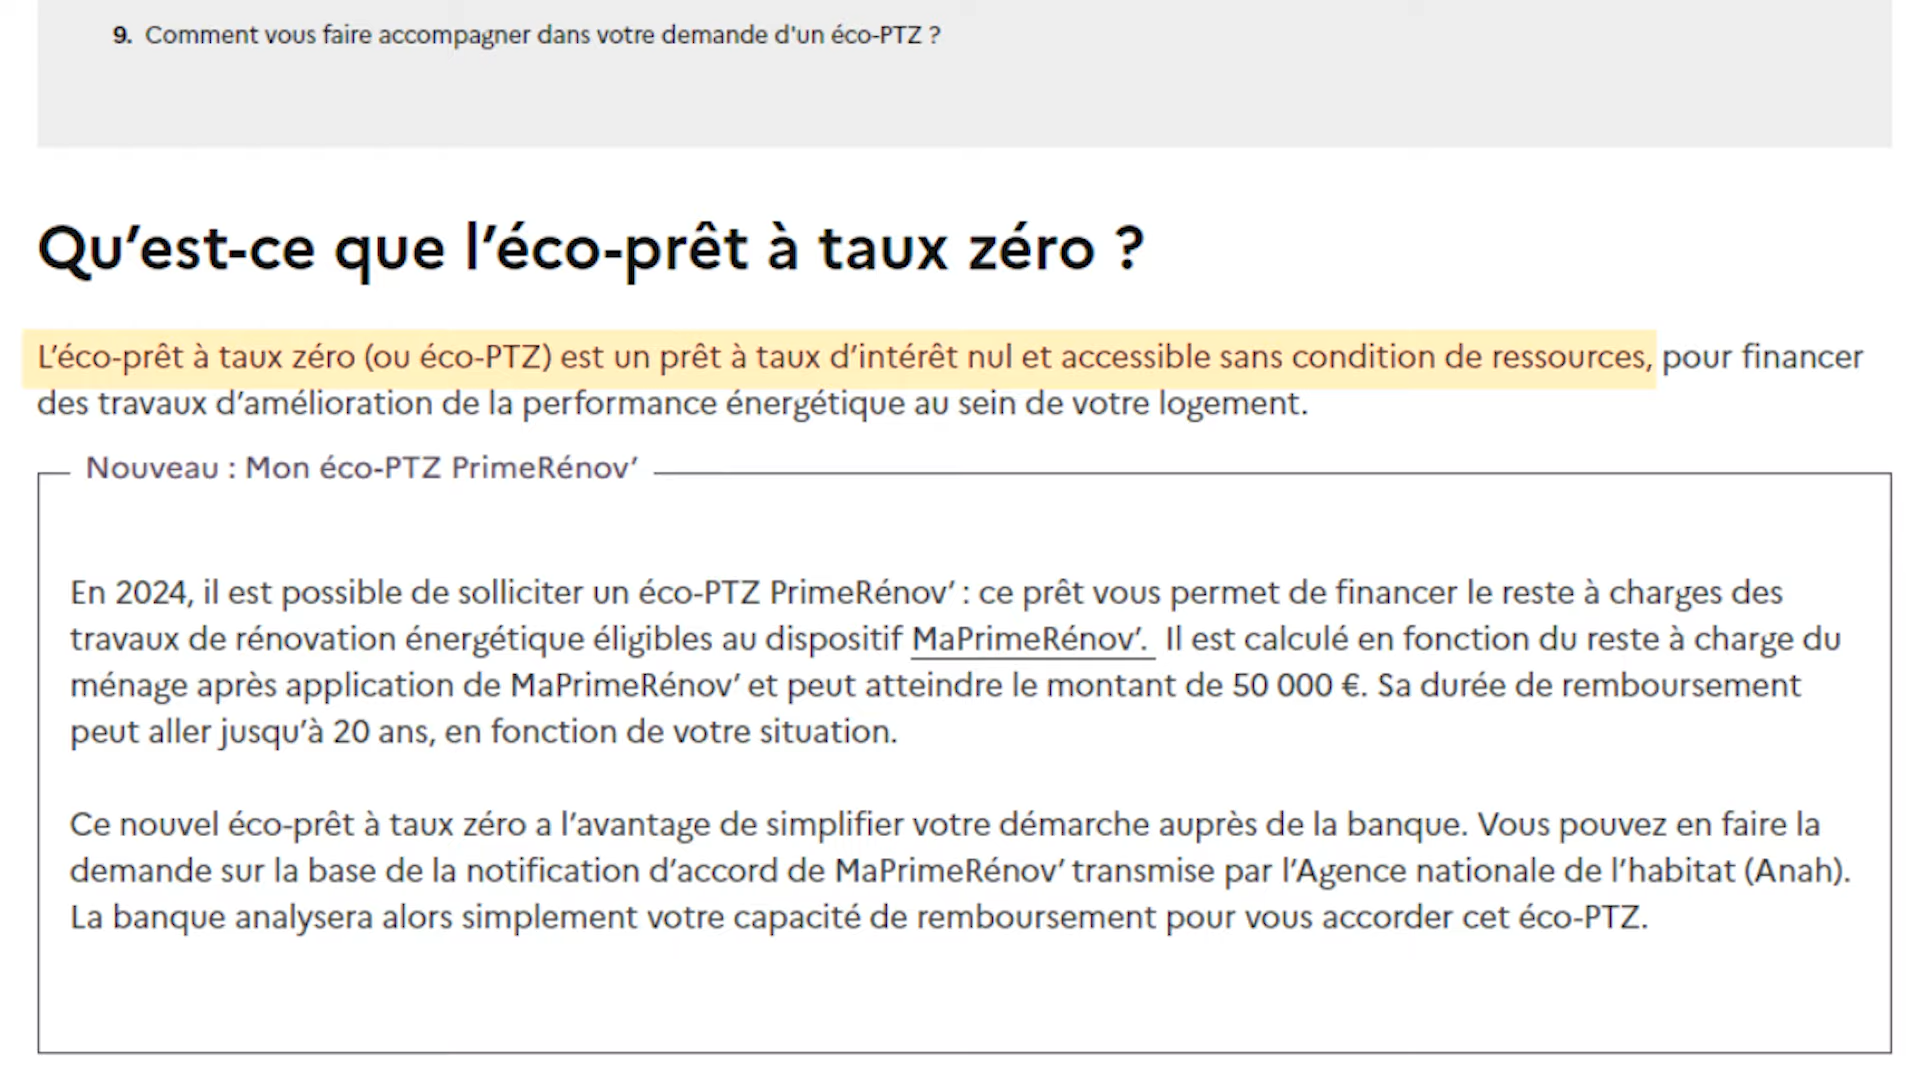 9. Comment vous faire accompagner dans votre demande d'un éco-PTZ ?
Qu’est-ce que l’éco-prêt à taux zéro ?
L’éco-prêt à taux zéro (ou éco-PTZ) est un prêt à taux d’intérêt nul et accessible sans condition de ressources, pour financer
des travaux d’amélioration de la performance énergétique au sein de votre logement.
Nouveau : Mon éco-PTZ PrimeRénov’
En 2024, il est possible de solliciter un éco-PTZ PrimeRénov’ : ce prêt vous permet de financer le reste à charges des
travaux de rénovation énergétique éligibles au dispositif MaPrimeRénov’. Il est calculé en fonction du reste à charge du
ménage après application de MaPrimeRénov’ et peut atteindre le montant de 50 000 €. Sa durée de remboursement
peut aller jusqu’à 20 ans, en fonction de votre situation.
Ce nouvel éco-prêt à taux zéro a l’avantage de simplifier votre démarche auprès de la banque. Vous pouvez en faire la
demande sur la base de la notification d’accord de MaPrimeRénov’ transmise par l’Agence nationale de l’habitat (Anah).
La banque analysera alors simplement votre capacité de remboursement pour vous accorder cet éco-PTZ.